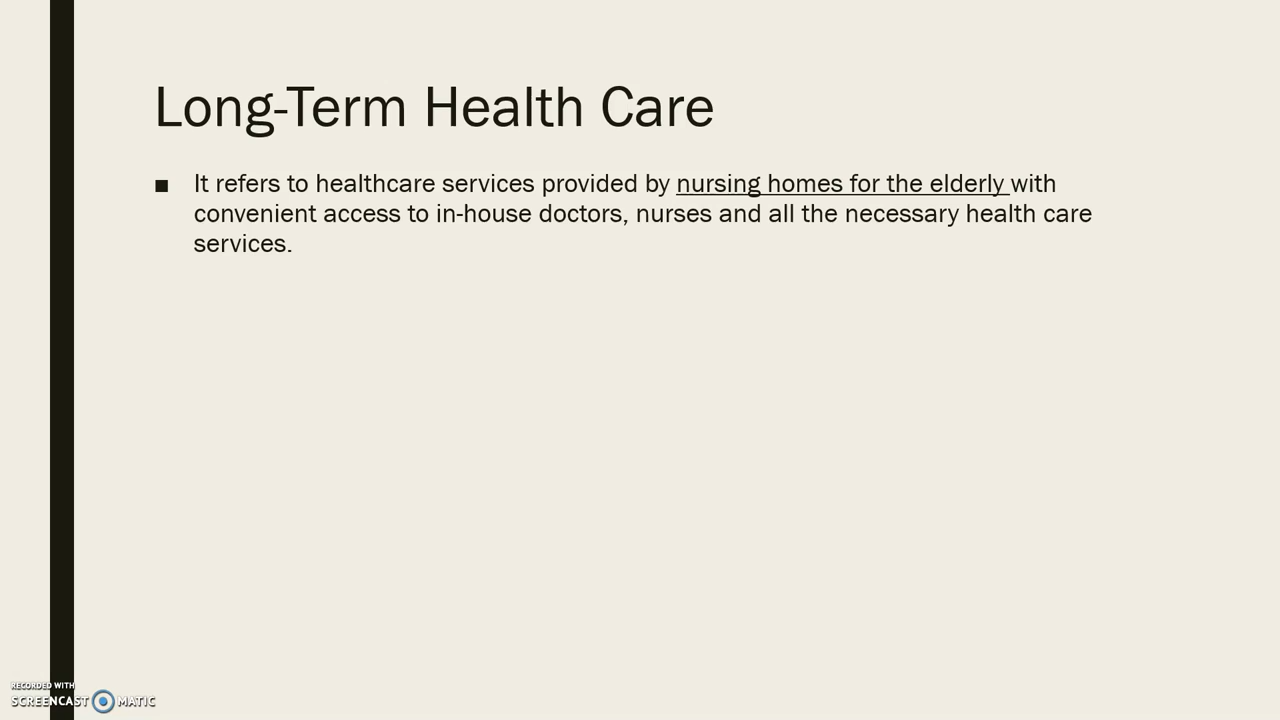 Long-Term Health Care
■ It refers to healthcare services provided by nursing homes for the elderly with
convenient access to in-house doctors, nurses and all the necessary health care
services.
RECORDED WITH
SCREENCAST MATIC